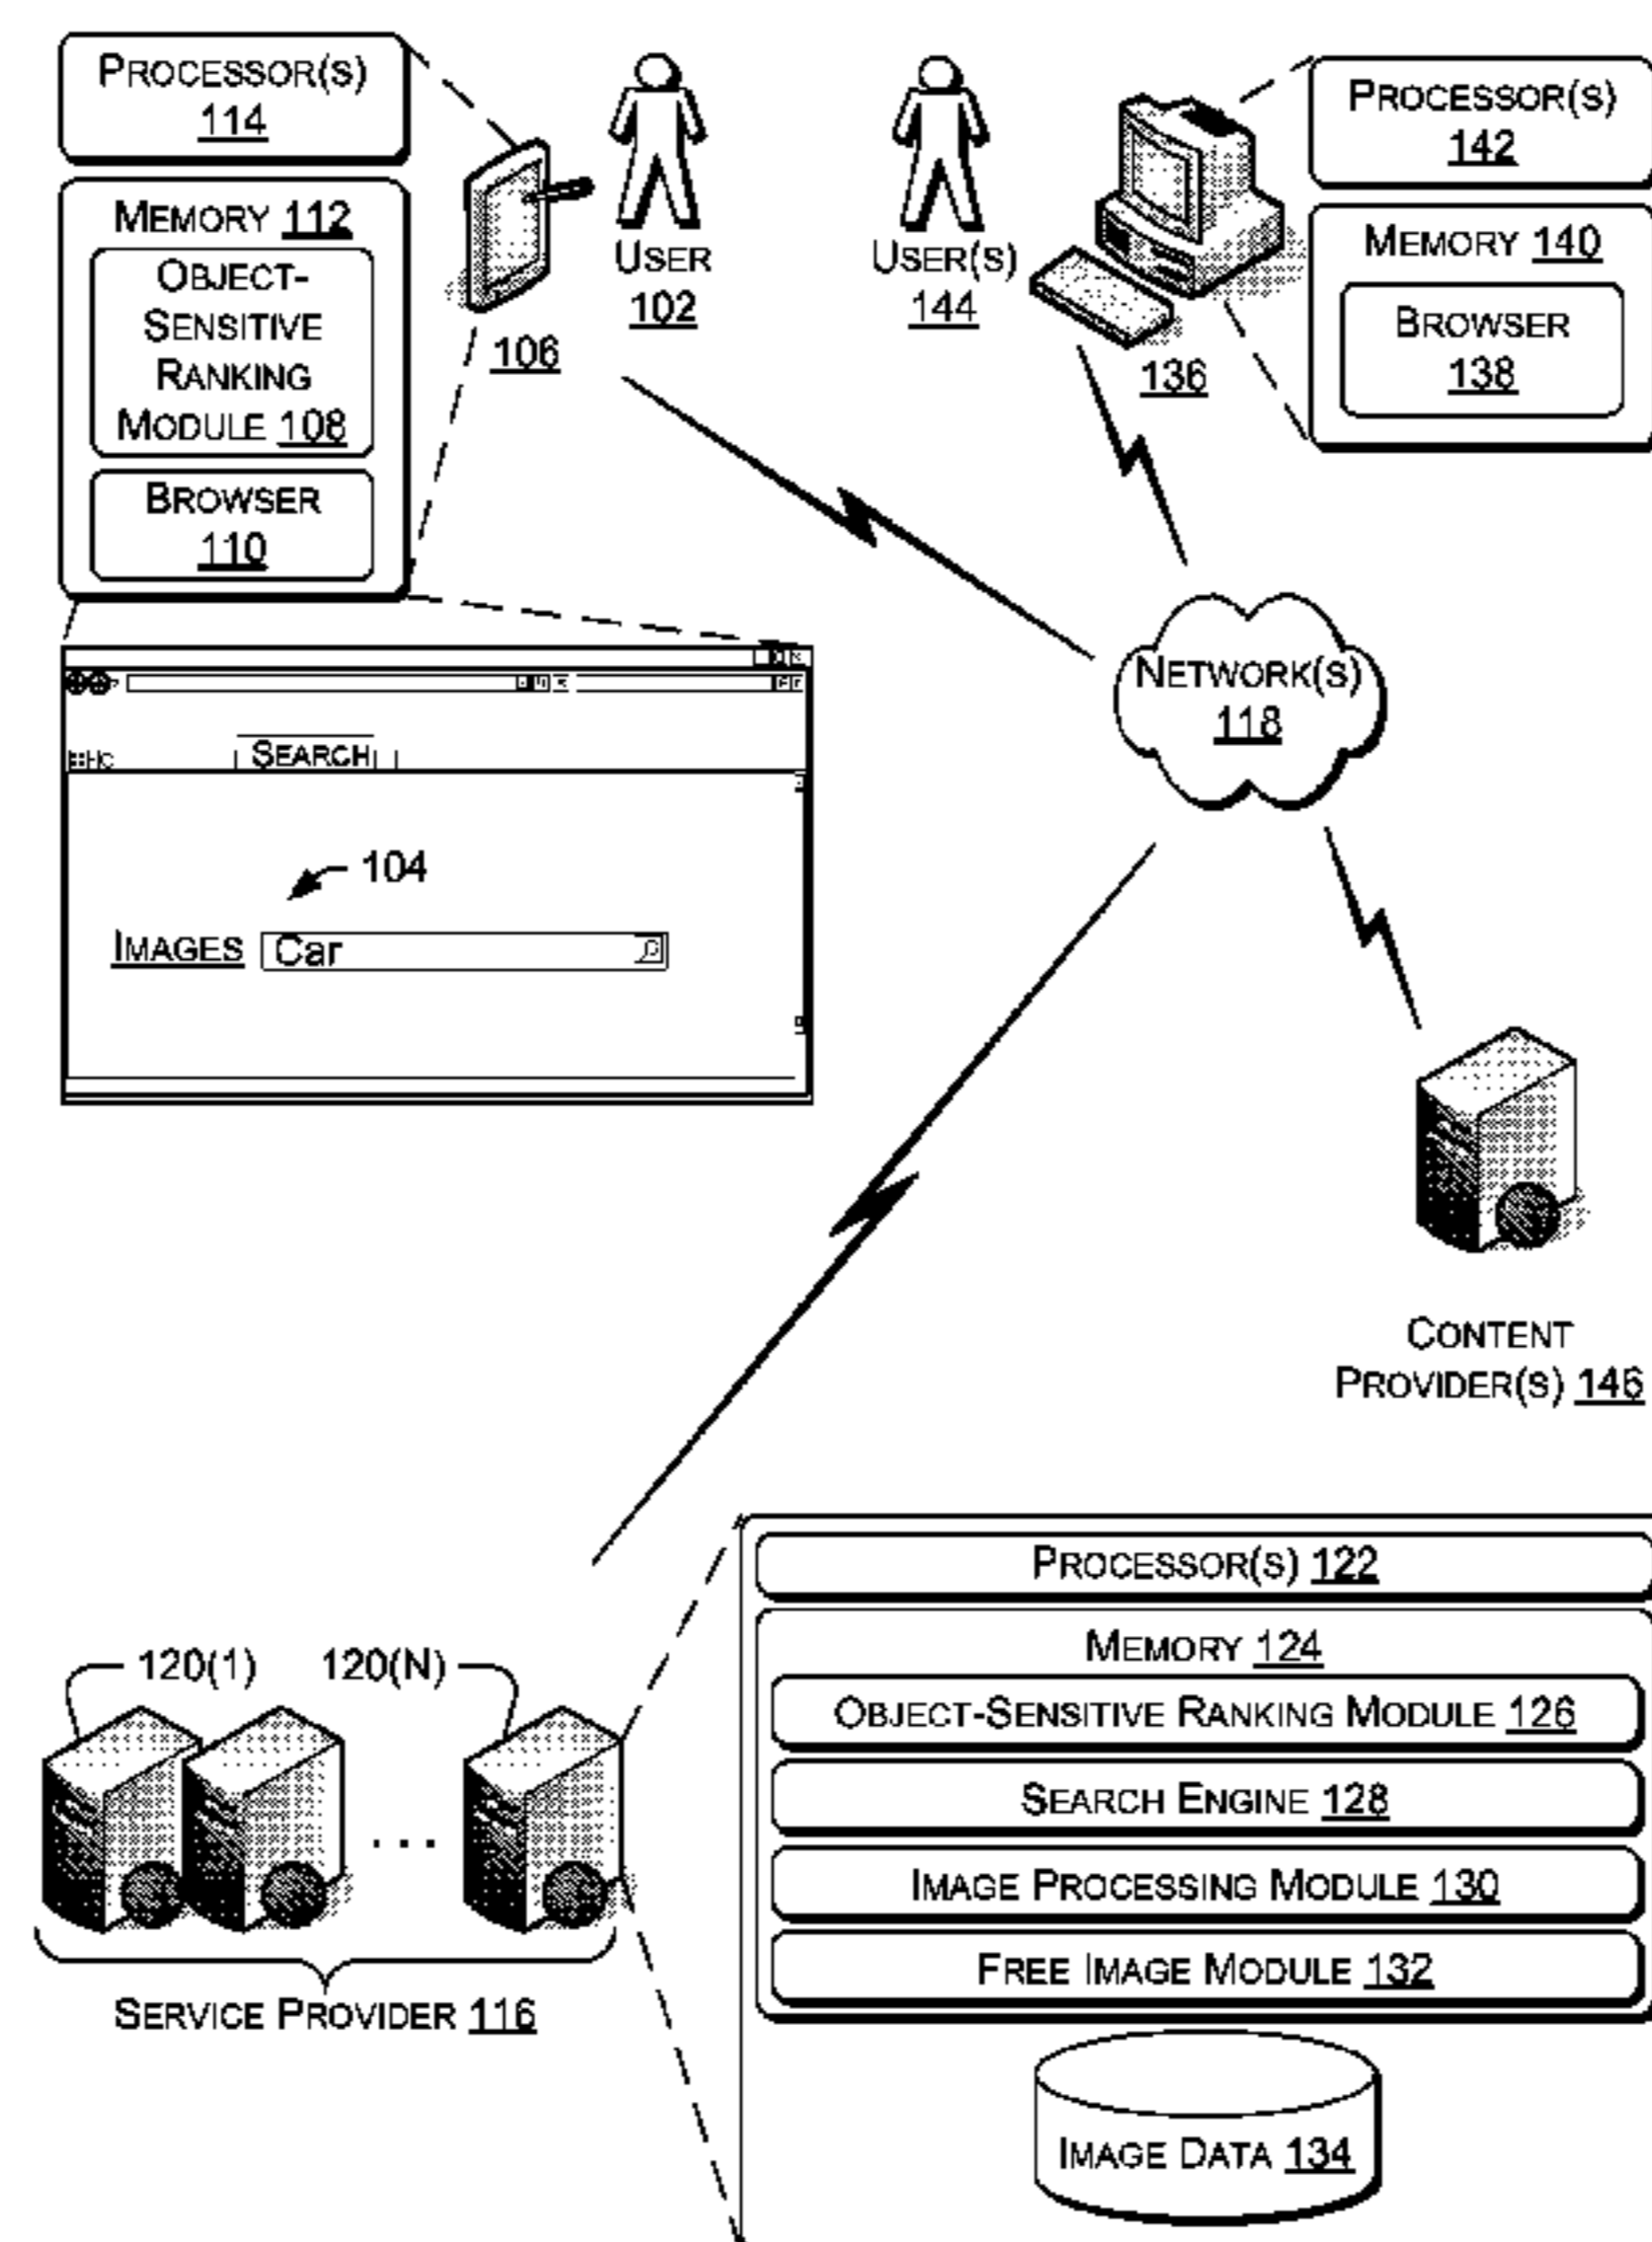 PROCESSOR(S)
114
MEMORY 112
OBJECT-
SENSITIVE
RANKING
MODULE 108
BROWSER
110
106
USER
102
USER(S)
144
136
PROCESSOR(S)
142
MEMORY 140
BROWSER
138
NETWORK(S)
118
SEARCH
104
IMAGES Car
CONTENT
PROVIDER(S) 146
120(1) 120(N)
...
SERVICE PROVIDER 116
PROCESSOR(S) 122
MEMORY 124
OBJECT-SENSITIVE RANKING MODULE 126
SEARCH ENGINE 128
IMAGE PROCESSING MODULE 130
FREE IMAGE MODULE 132
IMAGE DATA 134